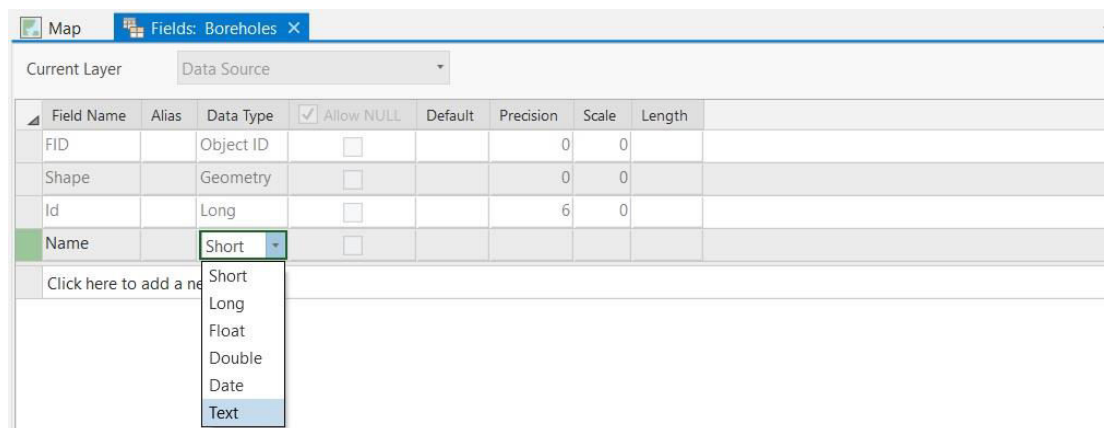 Map Fields: Boreholes
Current Layer Data Source
Field Name Alias Data Type Allow NULL Default Precision Scale Length
FID Object ID 0 0
Shape Geometry 0 0
Id Long 6 0
Name Short
Click here to add a ne
Short
Long
Float
Double
Date
Text